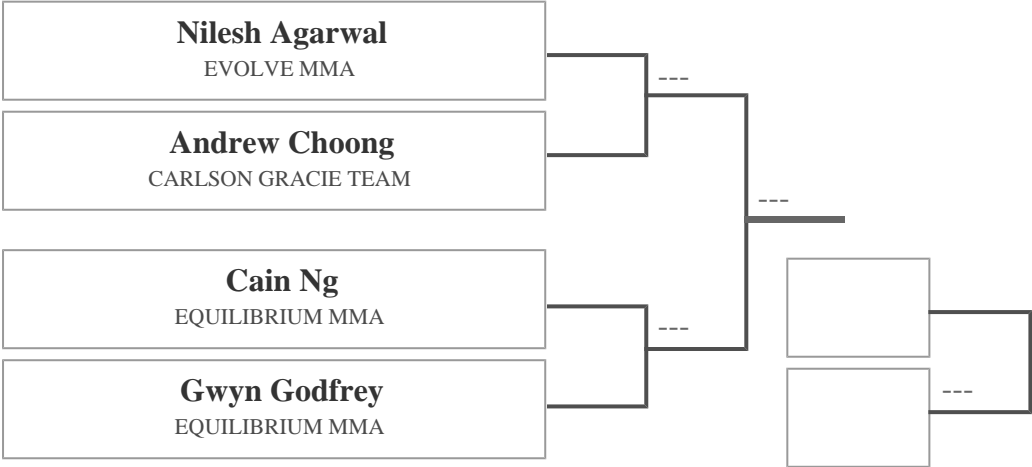 Nilesh Agarwal
EVOLVE MMA
---
Andrew Choong
CARLSON GRACIE TEAM
---
Cain Ng
EQUILIBRIUM MMA
---
Gwyn Godfrey
EQUILIBRIUM MMA
---